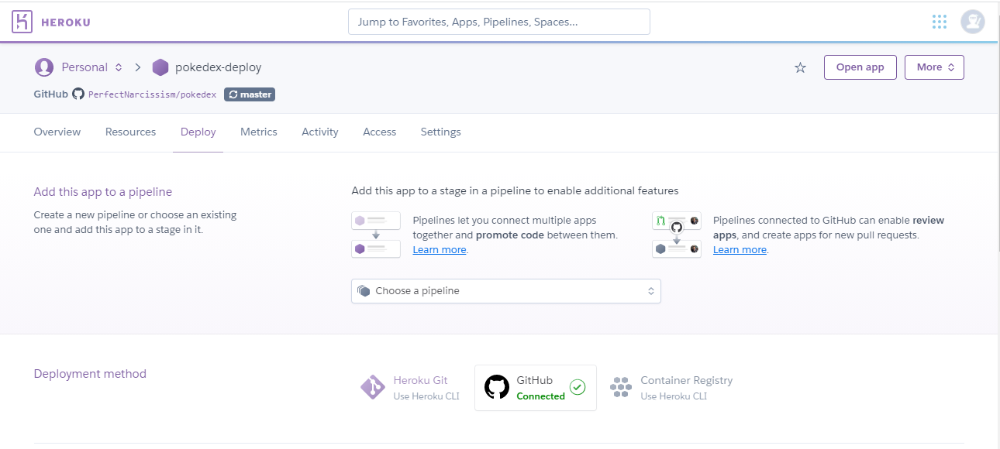 HEROKU
Jump to Favorites, Apps, Pipelines, Spaces...
Personal
pokedex-deploy
Open app
More
GitHub PerfectNarcissism/pokedex master
Overview Resources Deploy Metrics Activity Access Settings
Add this app to a pipeline
Create a new pipeline or choose an existing
one and add this app to a stage in it.
Add this app to a stage in a pipeline to enable additional features
Pipelines let you connect multiple apps
together and promote code between them.
Learn more.
Pipelines connected to GitHub can enable review
apps, and create apps for new pull requests.
Learn more.
Choose a pipeline
Deployment method
Heroku Git
Use Heroku CLI
GitHub
Connected
Container Registry
Use Heroku CLI